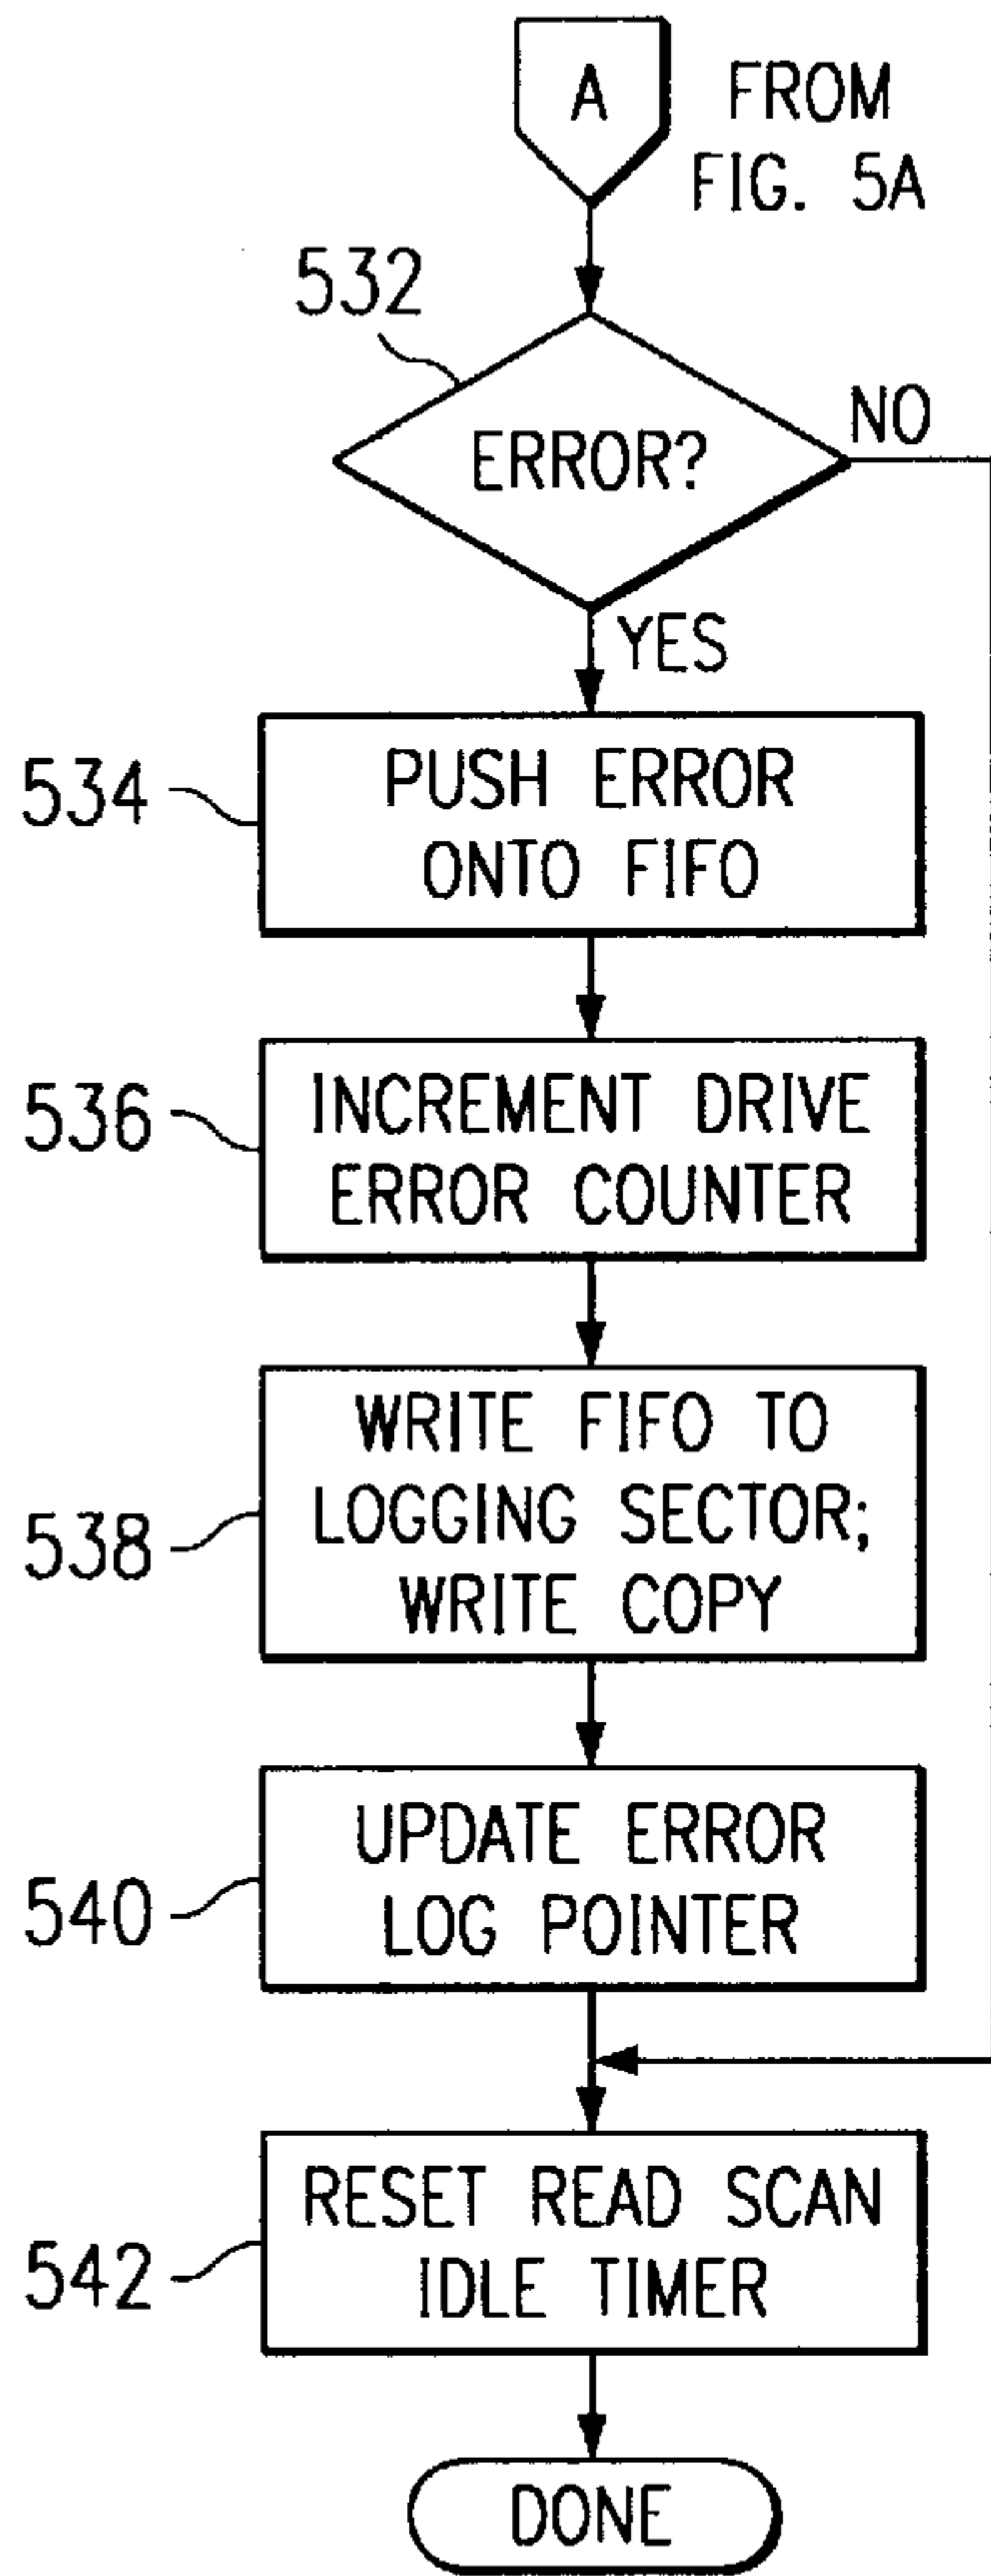 A
FROM
FIG. 5A
532
ERROR?
NO
YES
534
PUSH ERROR
ONTO FIFO
536
INCREMENT DRIVE
ERROR COUNTER
538
WRITE FIFO TO
LOGGING SECTOR;
WRITE COPY
540
UPDATE ERROR
LOG POINTER
542
RESET READ SCAN
IDLE TIMER
DONE